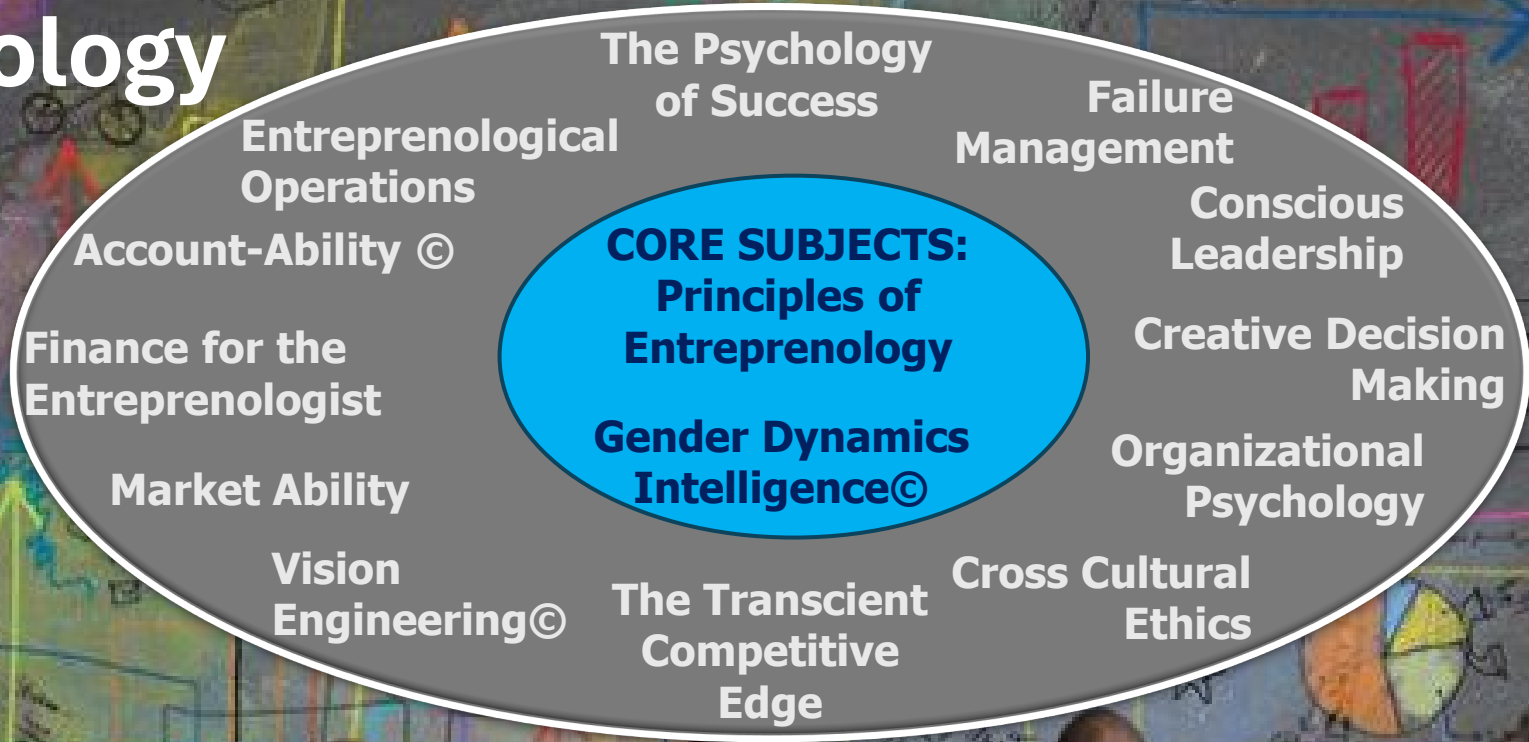 ology
The Psychology
of Success
Failure
Management
Conscious
Leadership
Creative Decision
Making
Organizational
Psychology
Cross Cultural
Ethics
The Transcient
Competitive
Edge
Vision
Engineering©
Market Ability
Finance for the
Entreprenologist
Account-Ability ©
Entreprenological
Operations
CORE SUBJECTS:
Principles of
Entreprenology
Gender Dynamics
Intelligence©